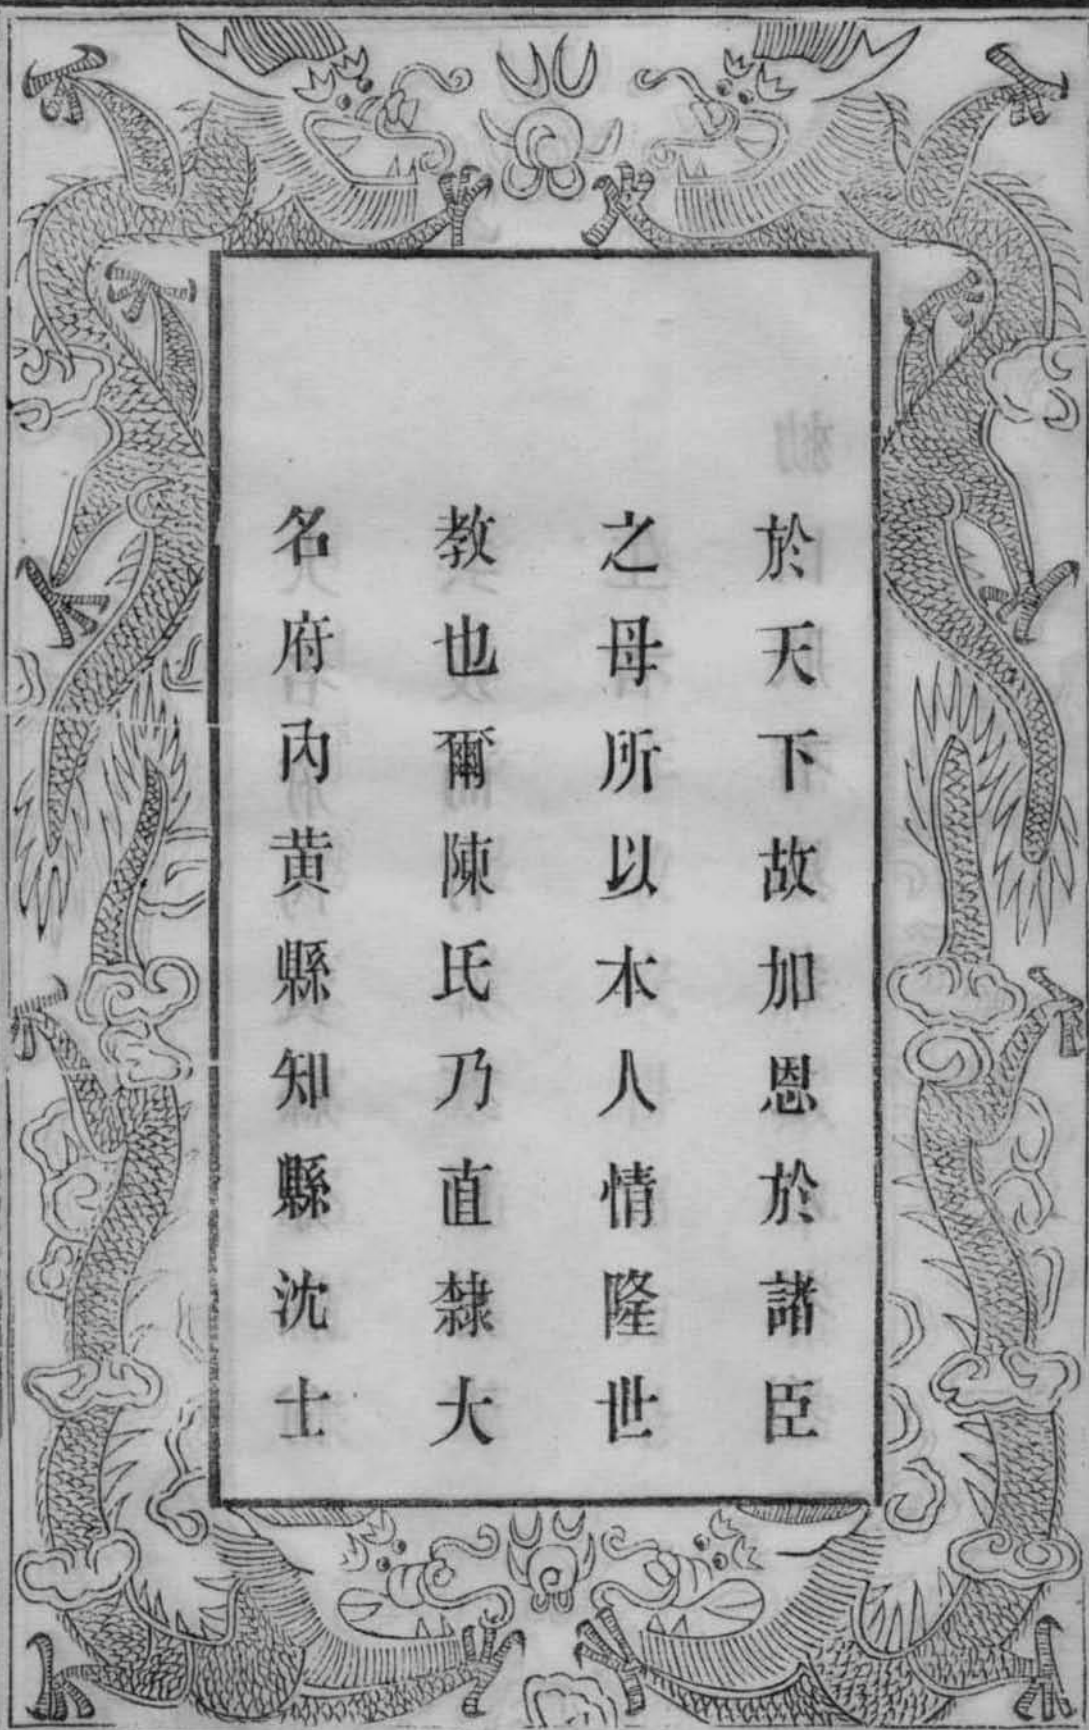 於天下故加恩於諸臣
之母所以本人情隆世
教也爾陳氏乃直隸大
名府內黃縣知縣沈士